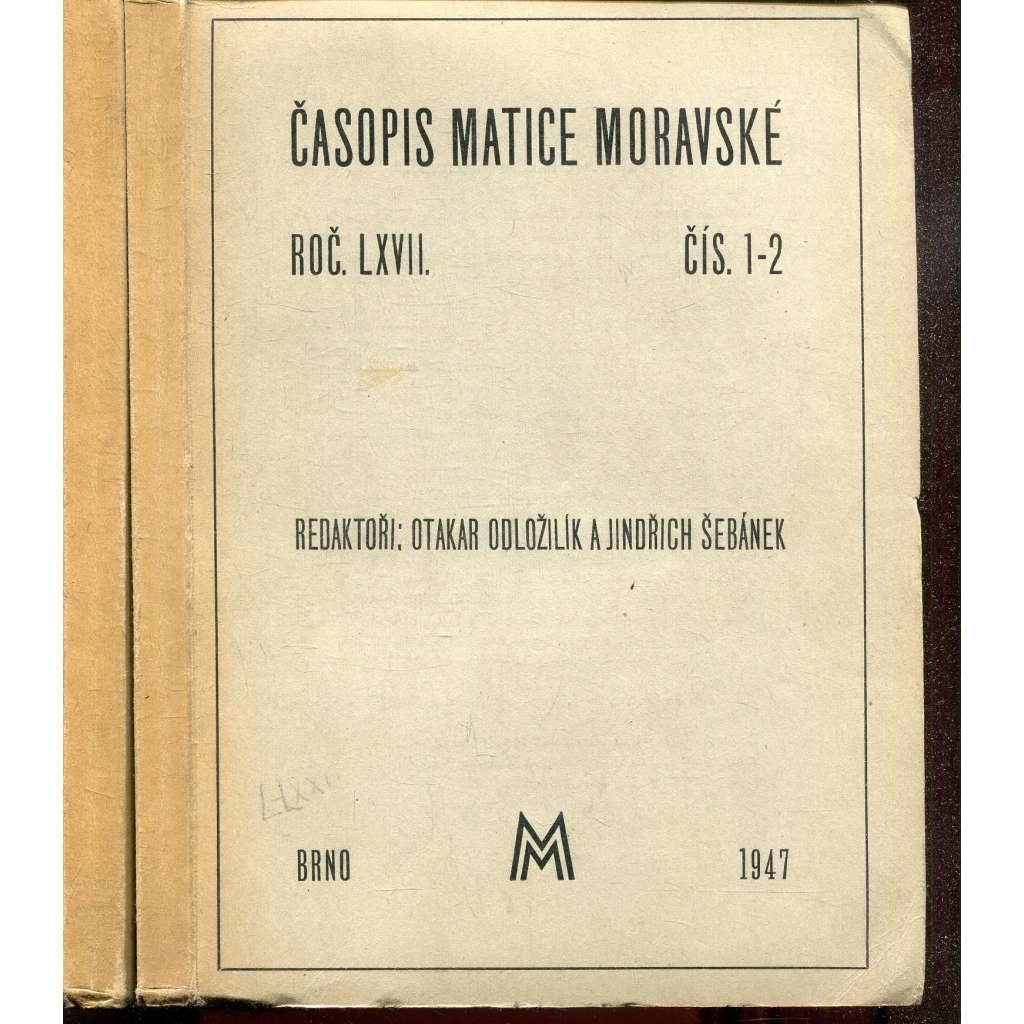 ČASOPIS MATICE MORAVSKÉ
ROČ. LXVII. ČÍS. 1-2
REDAKTOŘI: OTAKAR ODLOŽILÍK A JINDŘICH ŠEBÁNEK
BRNO MM 1947